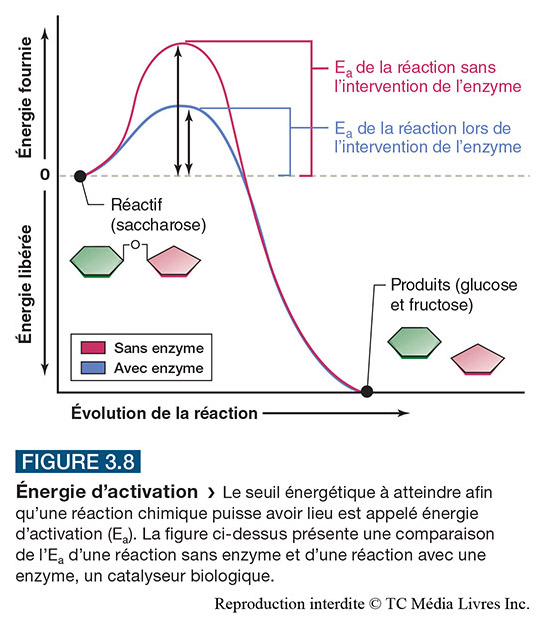 Énergie fournie
E a de la réaction sans
l'intervention de l'enzyme
E a de la réaction lors de
l'intervention de l'enzyme
0
Réactif
(saccharose)
O
Énergie libérée
Produits (glucose
et fructose)
Sans enzyme
Avec enzyme
Évolution de la réaction
FIGURE 3.8
Énergie d'activation › Le seuil énergétique à atteindre afin
qu'une réaction chimique puisse avoir lieu est appelé énergie
d'activation (Ea). La figure ci-dessus présente une comparaison
de l'Ea d'une réaction sans enzyme et d'une réaction avec une
enzyme, un catalyseur biologique.
Reproduction interdite © TC Média Livres Inc.